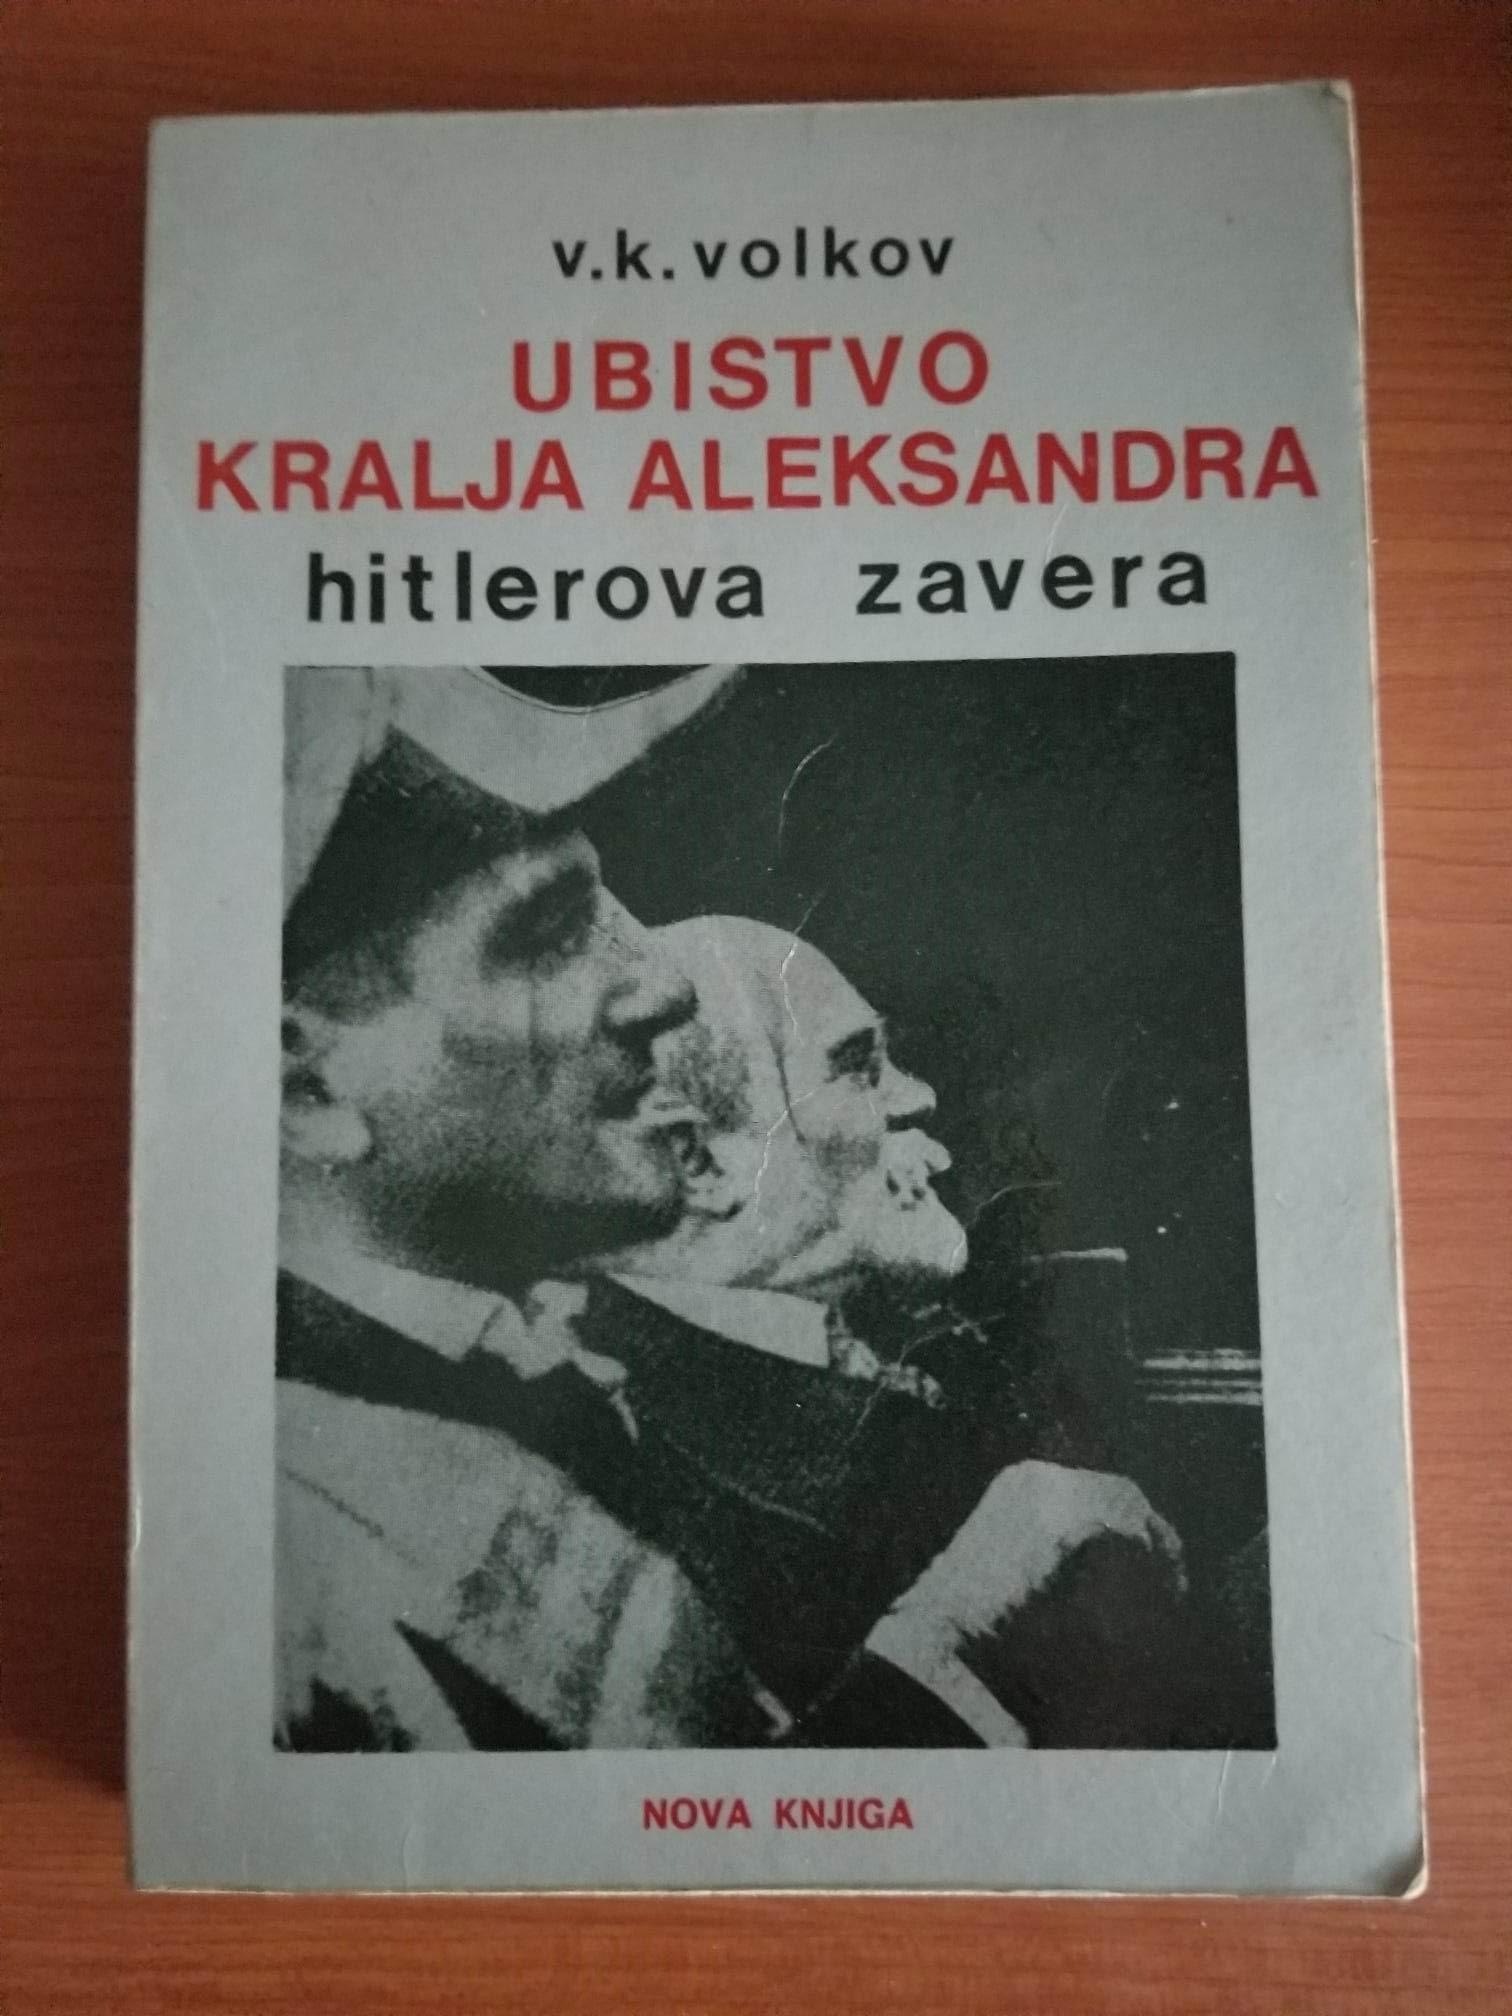 v.k.volkov
UBISTVO
KRALJA ALEKSANDRA
hitlerova zavera
NOVA KNJIGA